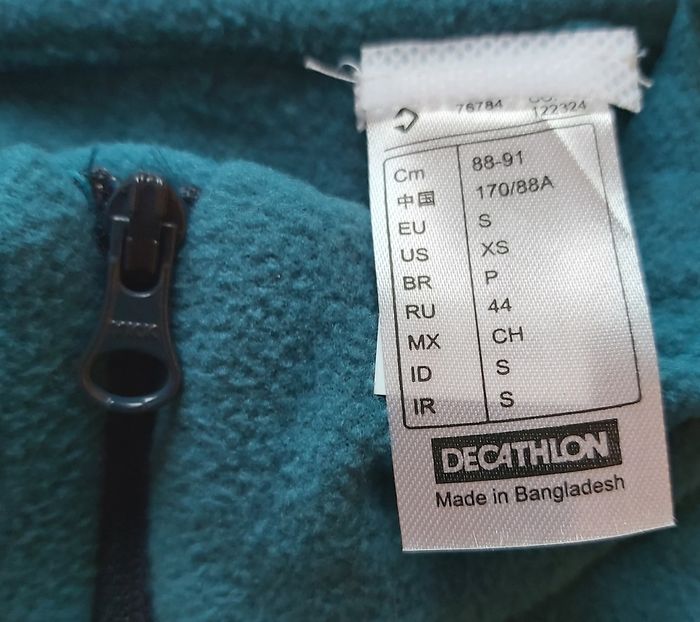 76784
122324
Cm 88-91
中国 170/88A
EU S
US XS
BR P
RU 44
MX CH
ID S
IR S
DECATHLON
Made in Bangladesh